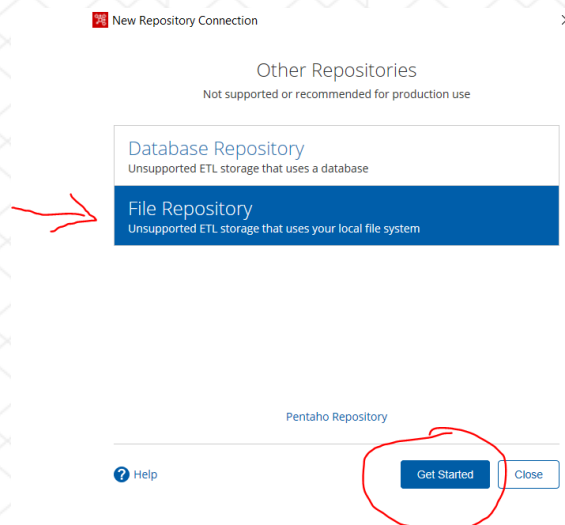 New Repository Connection
Other Repositories
Not supported or recommended for production use
Database Repository
Unsupported ETL storage that uses a database
File Repository
Unsupported ETL storage that uses your local file system
Pentaho Repository
? Help
Get Started
Close